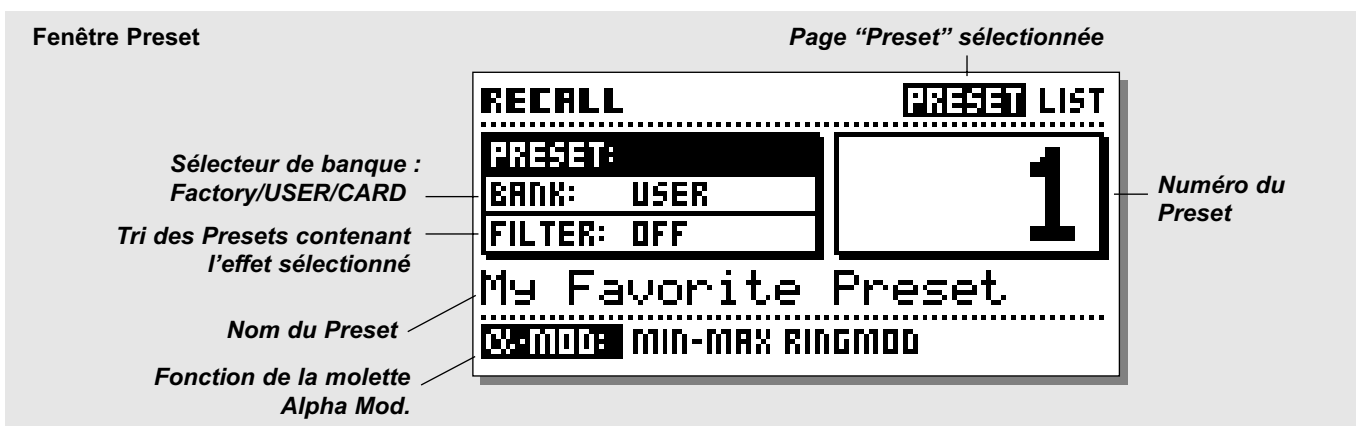 Fenêtre Preset
Page “Preset” sélectionnée
RECALL PRESET LIST
Sélecteur de banque :
Factory/USER/CARD
Tri des Presets contenant
l'effet sélectionné
Nom du Preset
Fonction de la molette
Alpha Mod.
PRESET:
BANK: USER
FILTER: OFF
1
My Favorite Preset
α-MOD: MIN-MAX RINGMOD
Numéro du
Preset